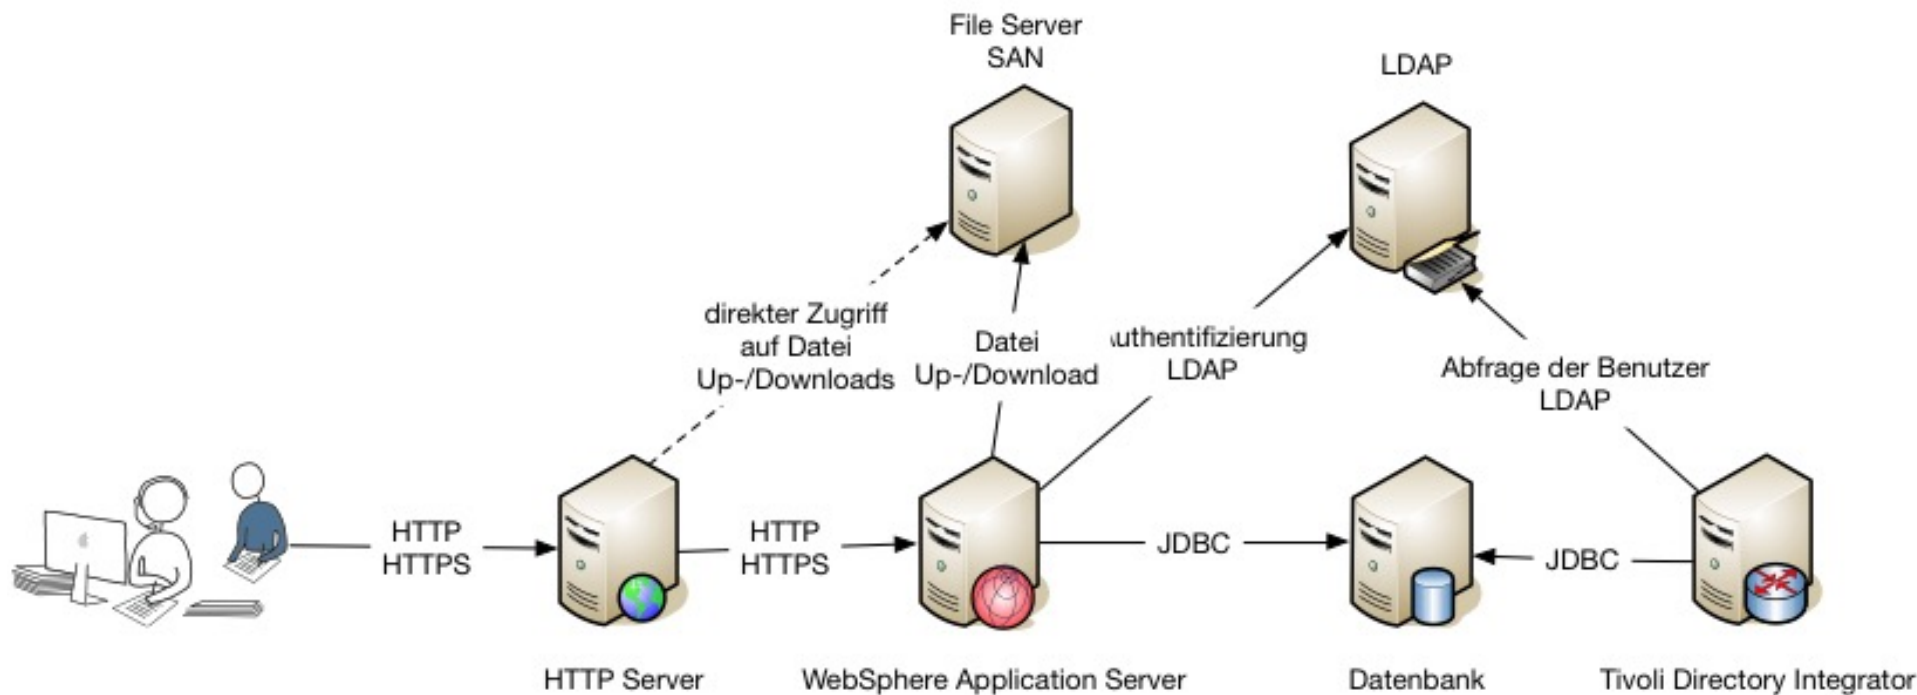 File Server
SAN
LDAP
direkter Zugriff
auf Datei
Up-/Downloads
Datei
Up-/Download
uthentifizierung
LDAP
Abfrage der Benutzer
LDAP
HTTP
HTTPS
HTTP
HTTPS
JDBC
JDBC
HTTP Server
WebSphere Application Server
Datenbank
Tivoli Directory Integrator